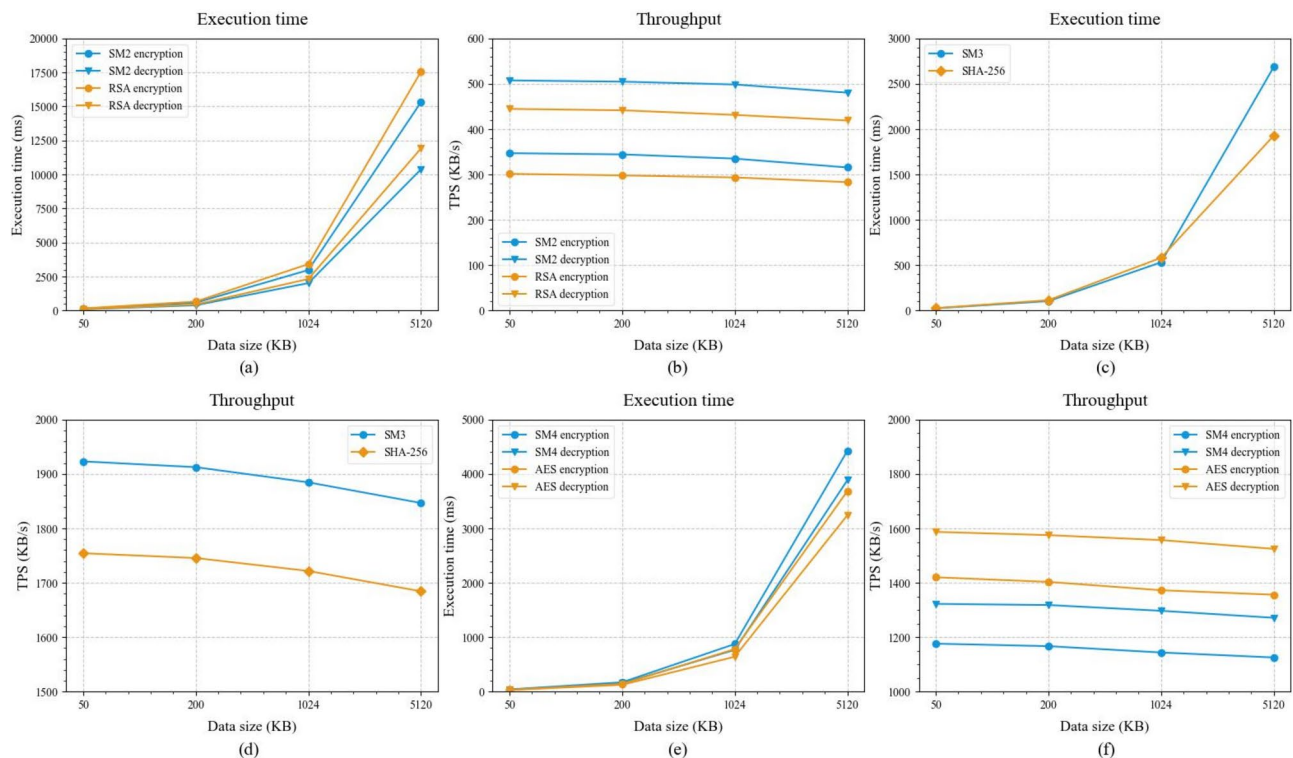 Execution time
20000
17500
15000
12500
10000
7500
5000
2500
0
Execution time (ms)
SM2 encryption
SM2 decryption
RSA encryption
RSA decryption
50 200 1024 5120
Data size (KB)
(a)
Throughput
600
500
400
300
200
100
0
TPS (KB/s)
SM2 encryption
SM2 decryption
RSA encryption
RSA decryption
50 200 1024 5120
Data size (KB)
(b)
Execution time
3000
2500
2000
1500
1000
500
0
Execution time (ms)
SM3
SHA-256
50 200 1024 5120
Data size (KB)
(c)
Throughput
2000
1900
1800
1700
1600
1500
TPS (KB/s)
SM3
SHA-256
50 200 1024 5120
Data size (KB)
(d)
Execution time
5000
4000
3000
2000
1000
0
Execution time (ms)
SM4 encryption
SM4 decryption
AES encryption
AES decryption
50 200 1024 5120
Data size (KB)
(e)
Throughput
2000
1800
1600
1400
1200
1000
TPS (KB/s)
SM4 encryption
SM4 decryption
AES encryption
AES decryption
50 200 1024 5120
Data size (KB)
(f)